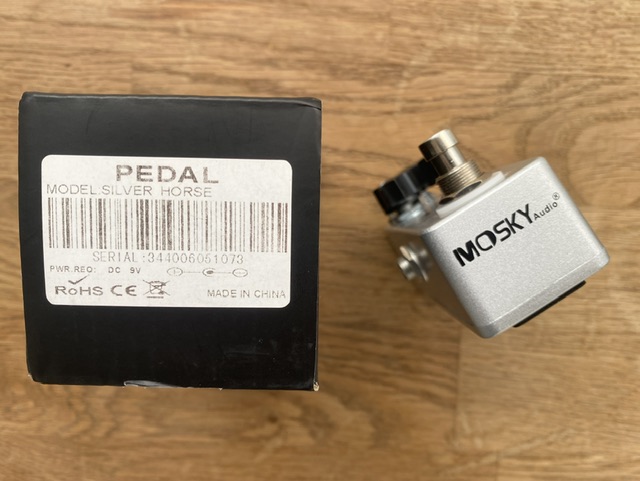 PEDAL
MODEL:SILVER HORSE
SERIAL:344006051073
PWR.REQ: DC 9V
RoHS CE
MADE IN CHINA
MOSKY Audio®